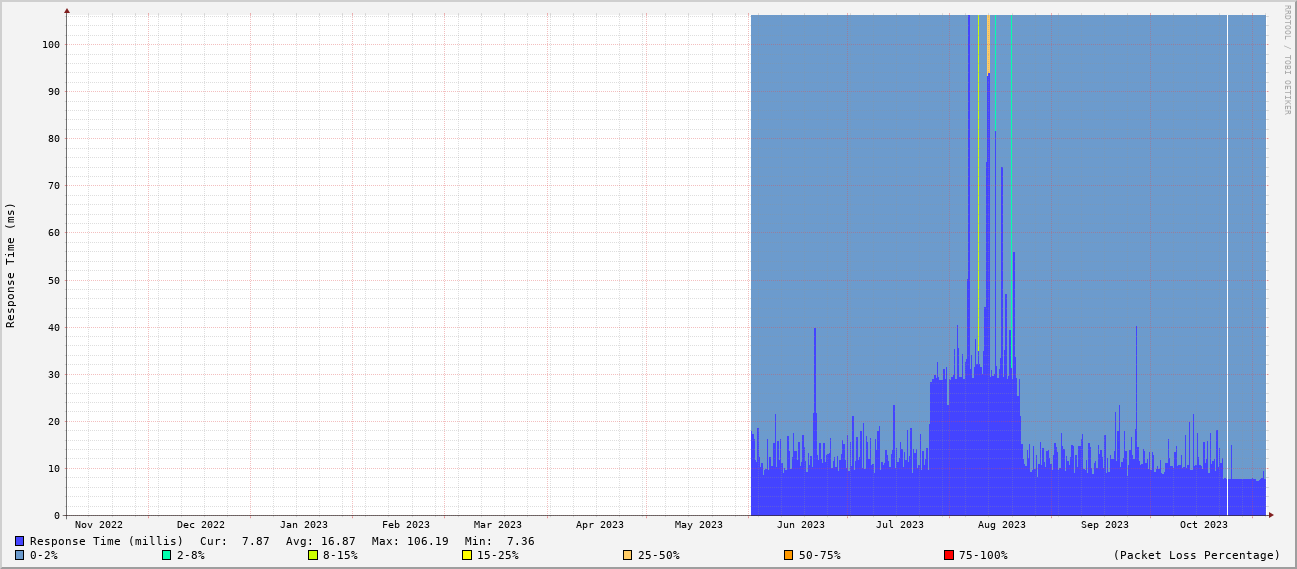 RRDTOOL / TOBI OETIKER
Response Time (ms)
100
90
80
70
60
50
40
30
20
10
0
Nov 2022 Dec 2022 Jan 2023 Feb 2023 Mar 2023 Apr 2023 May 2023 Jun 2023 Jul 2023 Aug 2023 Sep 2023 Oct 2023
Response Time (millis) Cur: 7.87 Avg: 16.87 Max: 106.19 Min: 7.36
0-2% 2-8% 8-15% 15-25% 25-50% 50-75% 75-100% (Packet Loss Percentage)